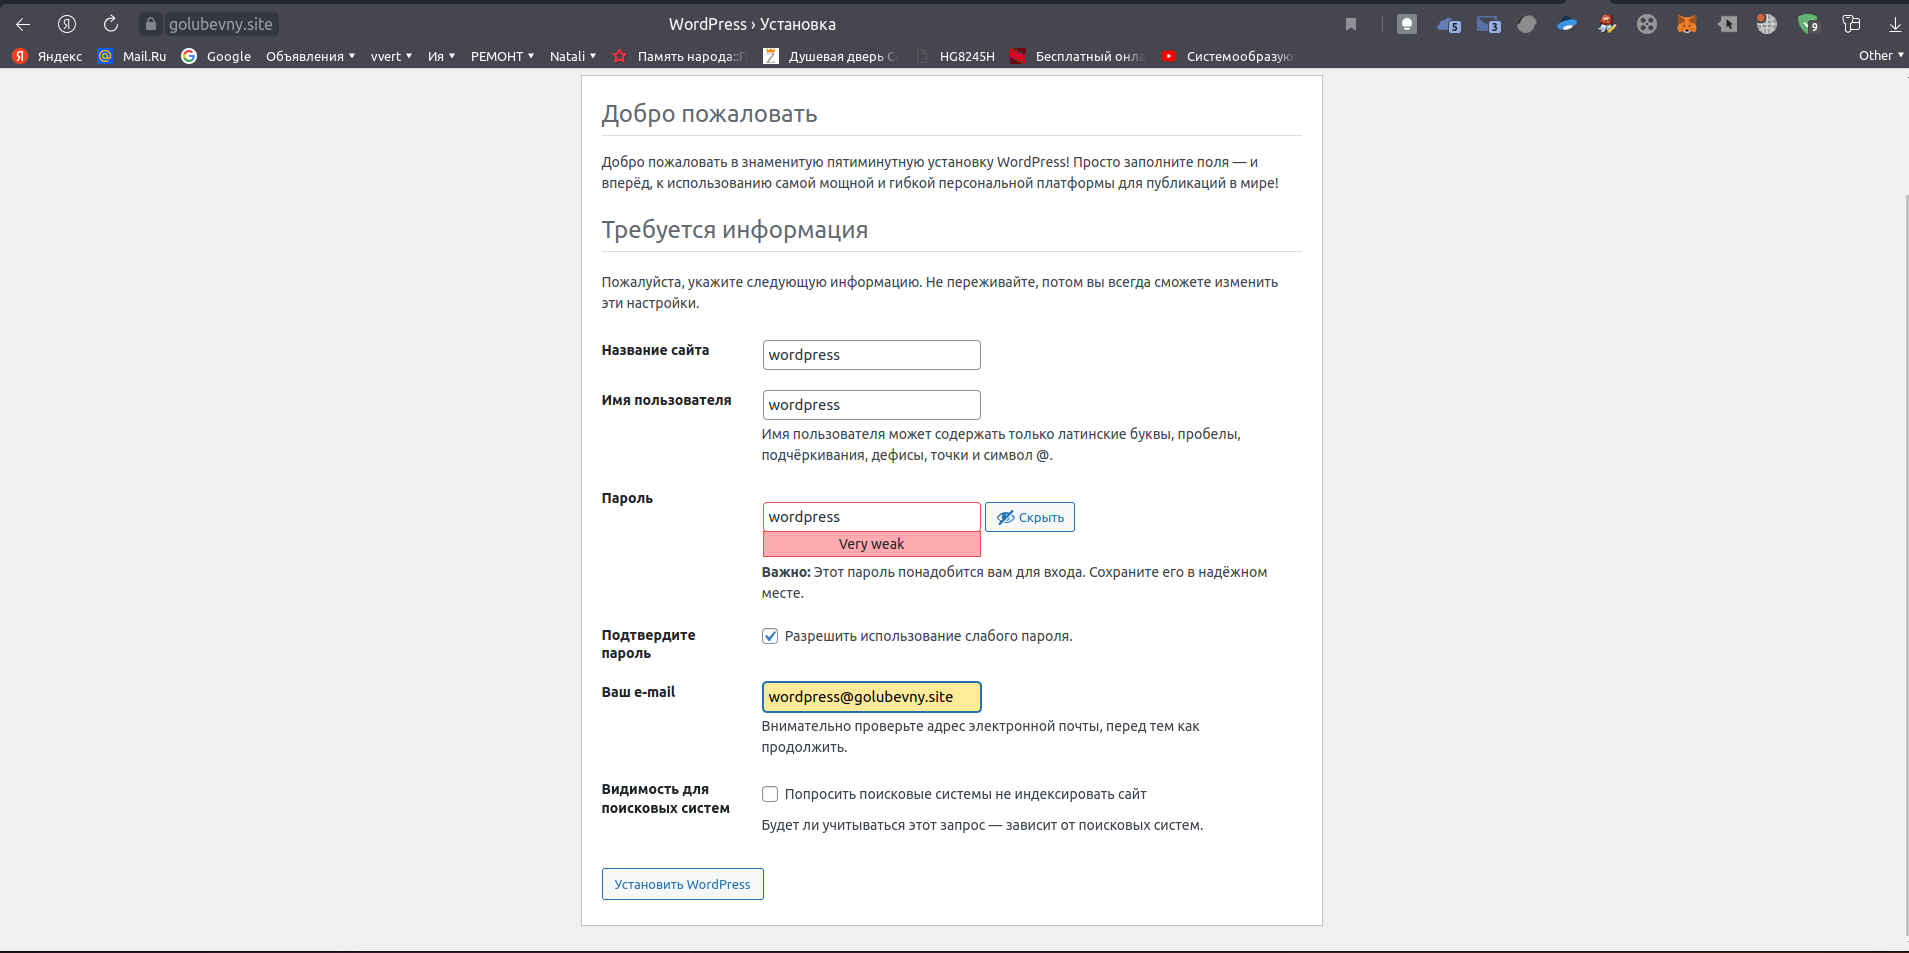 golubevny.site
WordPress › Установка
5
3
9
Яндекс
Mail.Ru
Google
Объявления
vvert
Ия
РЕМОНТ
Natali
Память народа::П
Душевая дверь Се
HG8245H
Бесплатный онла
Системообразую
Other
Добро пожаловать
Добро пожаловать в знаменитую пятиминутную установку WordPress! Просто заполните поля — и
вперёд, к использованию самой мощной и гибкой персональной платформы для публикаций в мире!
Требуется информация
Пожалуйста, укажите следующую информацию. Не переживайте, потом вы всегда сможете изменить
эти настройки.
Название сайта
wordpress
Имя пользователя
wordpress
Имя пользователя может содержать только латинские буквы, пробелы,
подчёркивания, дефисы, точки и символ @.
Пароль
wordpress
Скрыть
Very weak
Важно: Этот пароль понадобится вам для входа. Сохраните его в надёжном
месте.
Подтвердите
пароль
Разрешить использование слабого пароля.
Ваш e-mail
wordpress@golubevny.site
Внимательно проверьте адрес электронной почты, перед тем как
продолжить.
Видимость для
поисковых систем
Попросить поисковые системы не индексировать сайт
Будет ли учитываться этот запрос — зависит от поисковых систем.
Установить WordPress